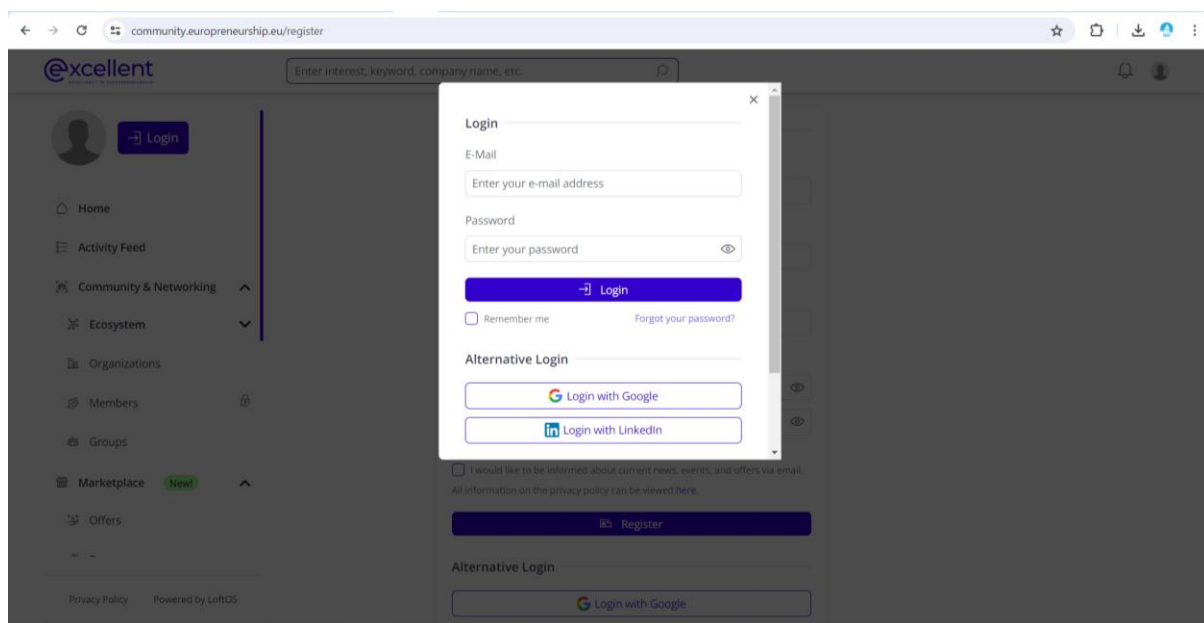 community.europreneurship.eu/register
excellent
Enter interest, keyword, company name, etc.
Login
Login
E-Mail
Enter your e-mail address
Password
Enter your password
Login
Remember me
Forgot your password?
Alternative Login
Login with Google
Login with LinkedIn
Home
Activity Feed
Community & Networking
Ecosystem
Organizations
Members
Groups
Marketplace New!
Offers
Privacy Policy
Powered by LoftOS
I would like to be informed about current news, events, and offers via email.
All information on the privacy policy can be viewed here.
Register
Alternative Login
Login with Google